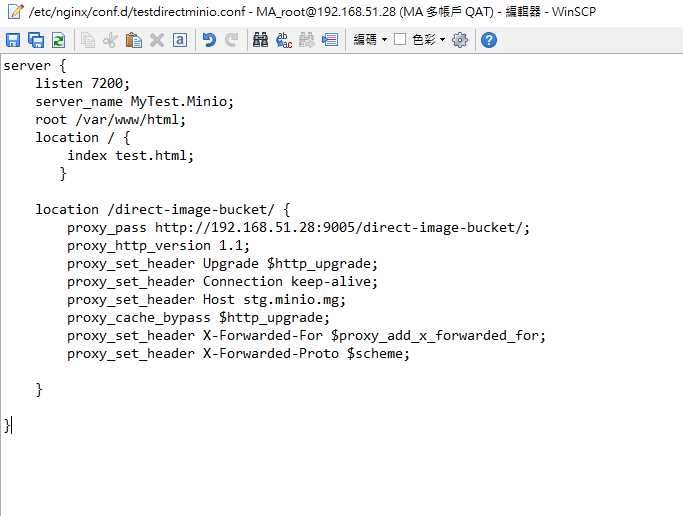 /etc/nginx/conf.d/testdirectminio.conf - MA_root@192.168.51.28 (MA 多帳戶 QAT) - 編輯器 - WinSCP
編碼 色彩
server {
    listen 7200;
    server_name MyTest.Minio;
    root /var/www/html;
    location / {
        index test.html;
       }

    location /direct-image-bucket/ {
        proxy_pass http://192.168.51.28:9005/direct-image-bucket/;
        proxy_http_version 1.1;
        proxy_set_header Upgrade $http_upgrade;
        proxy_set_header Connection keep-alive;
        proxy_set_header Host stg.minio.mg;
        proxy_cache_bypass $http_upgrade;
        proxy_set_header X-Forwarded-For $proxy_add_x_forwarded_for;
        proxy_set_header X-Forwarded-Proto $scheme;

    }

}